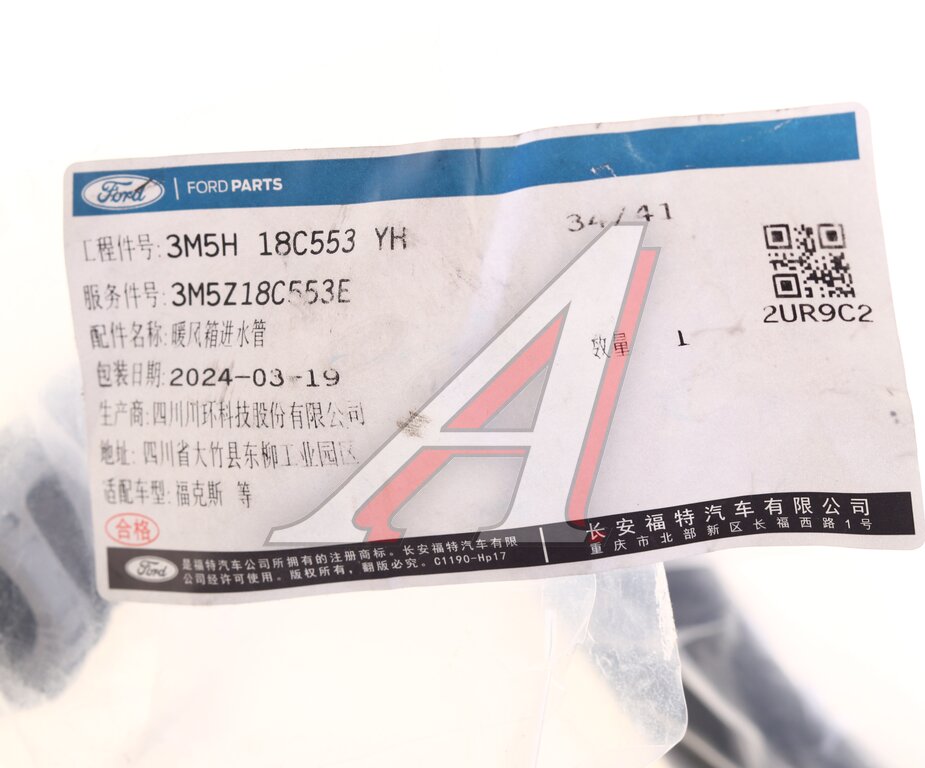 Ford | FORD PARTS
34/41
工程件号: 3M5H 18C553 YH
服务件号: 3M5Z18C553E
2UR9C2
配件名称: 暖风箱进水管
数量 1
包装日期: 2024-03-19
生产商: 四川川环科技股份有限公司
地址: 四川省大竹县东柳工业园区
适配车型: 福克斯 等
合格
Ford
是福特汽车公司所拥有的注册商标。长安福特汽车有限
公司经许可使用。版权所有，翻版必究。C1190-Hp17
长安福特汽车有限公司
重庆市北部新区长福西路1号
A